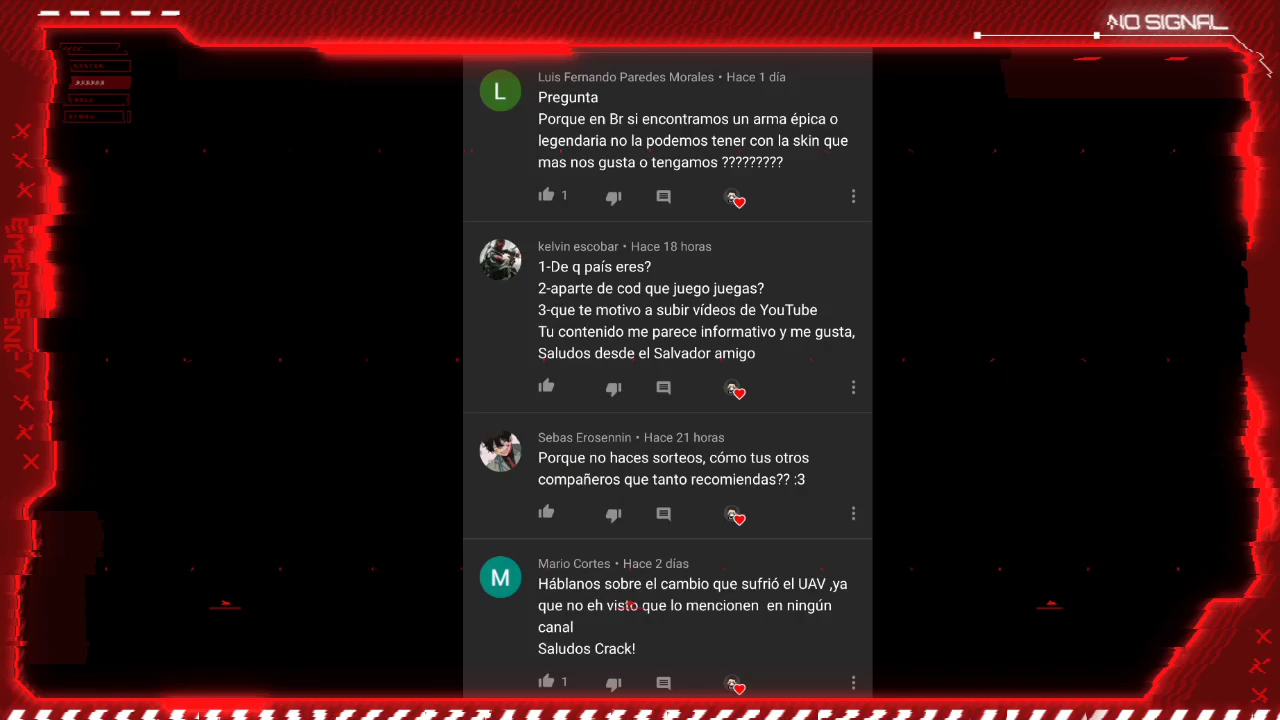 NO SIGNAL
Luis Fernando Paredes Morales • Hace 1 día
L
Pregunta
Porque en Br si encontramos un arma épica o
legendaria no la podemos tener con la skin que
mas nos gusta o tengamos ?????????
1
kelvin escobar • Hace 18 horas
1-De q país eres?
2-aparte de cod que juego juegas?
3-que te motivo a subir vídeos de YouTube
Tu contenido me parece informativo y me gusta,
Saludos desde el Salvador amigo
Sebas Erosennin • Hace 21 horas
Porque no haces sorteos, cómo tus otros
compañeros que tanto recomiendas?? :3
Mario Cortes • Hace 2 días
M
Háblanos sobre el cambio que sufrió el UAV ,ya
que no eh visto que lo mencionen en ningún
canal
Saludos Crack!
1
EMERGENCY